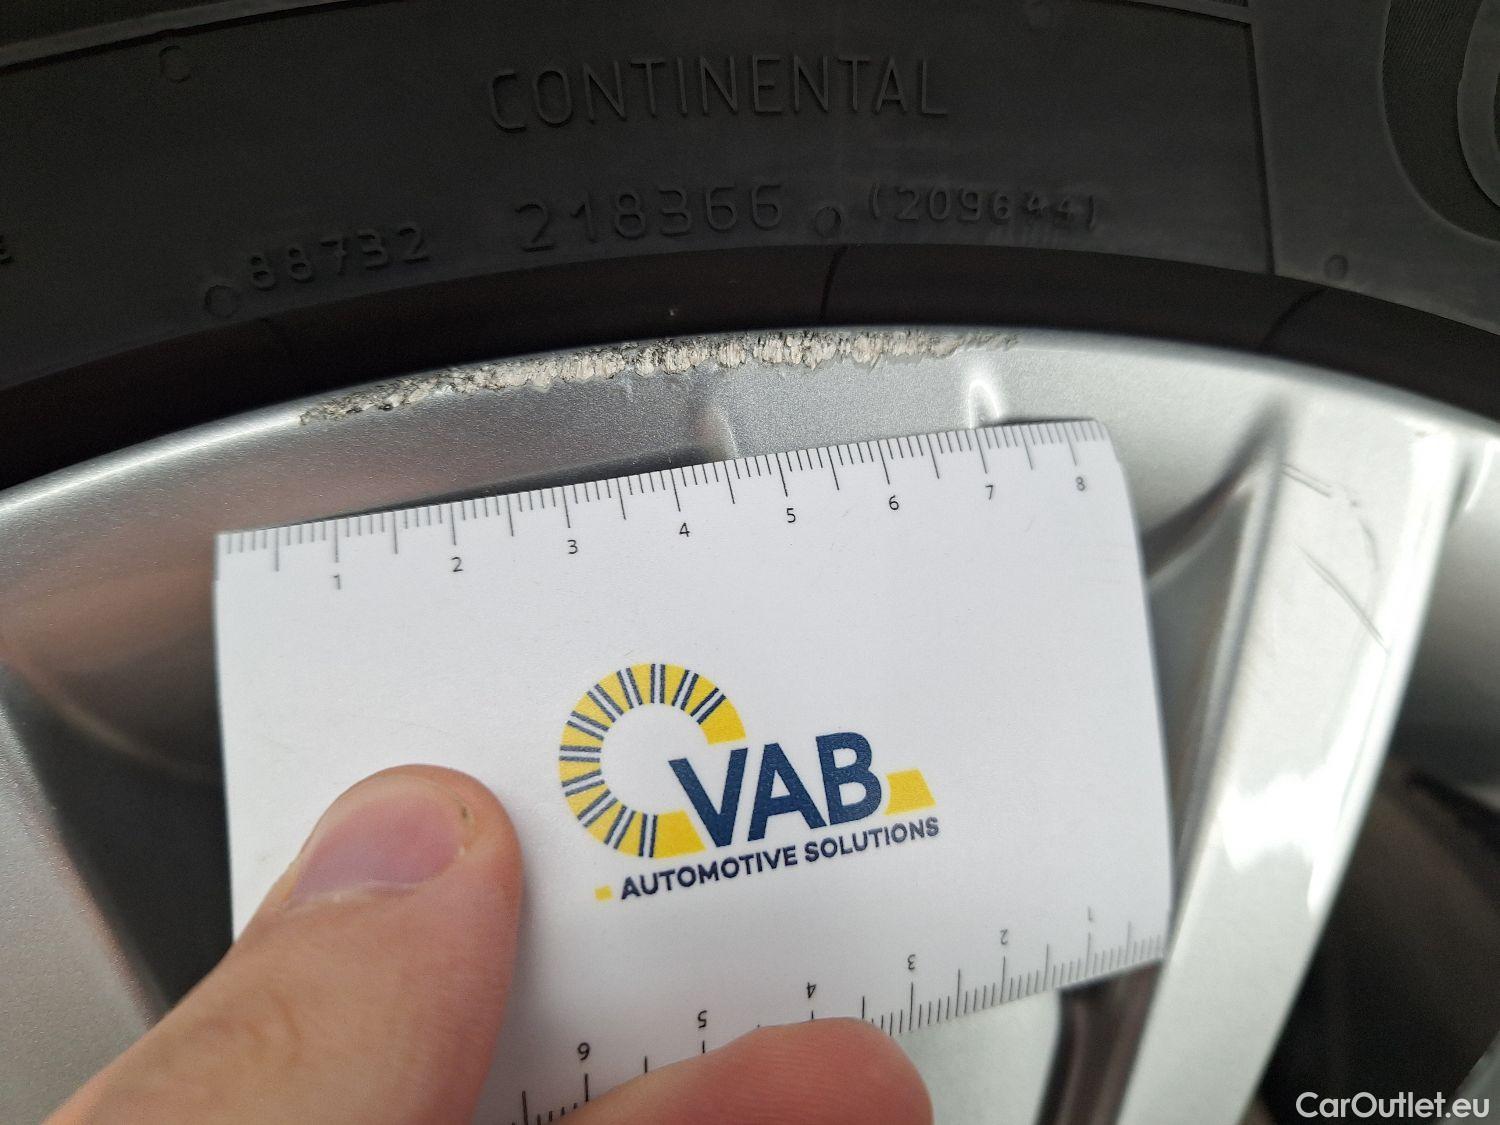 CONTINENTAL
88732 218366 (209644)
1 2 3 4 5 6 7 8
VAB
AUTOMOTIVE SOLUTIONS
6 5 4 3 2 1
CarOutlet.eu